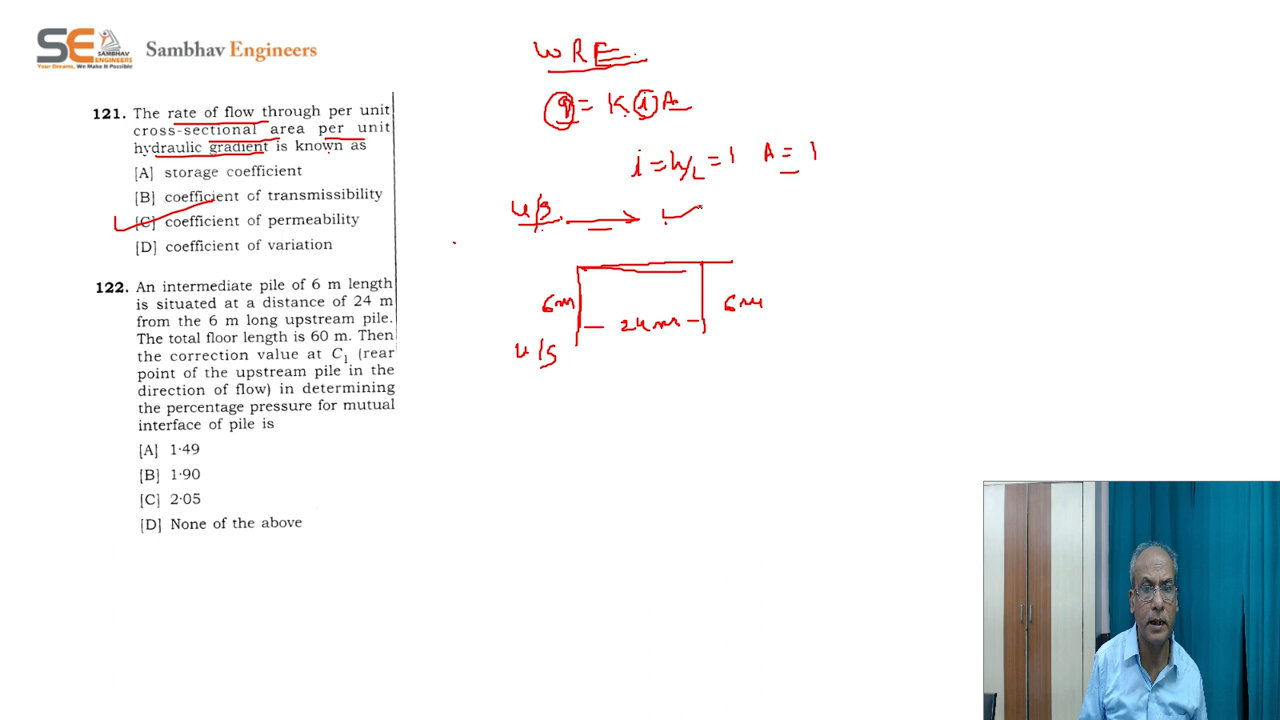 SE
SAMBHAV
ENGINEERS
Your Dreams, We Make It Possible
Sambhav Engineers
121. The rate of flow through per unit
cross-sectional area per unit
hydraulic gradient is known as
[A] storage coefficient
[B] coefficient of transmissibility
[C] coefficient of permeability
[D] coefficient of variation
122. An intermediate pile of 6 m length
is situated at a distance of 24 m
from the 6 m long upstream pile.
The total floor length is 60 m. Then
the correction value at C₁ (rear
point of the upstream pile in the
direction of flow) in determining
the percentage pressure for mutual
interface of pile is
[A] 1·49
[B] 1·90
[C] 2·05
[D] None of the above
WRE
q = K i A
i = h/L = 1 A = 1
u/s
6m 24m 6m
u/s